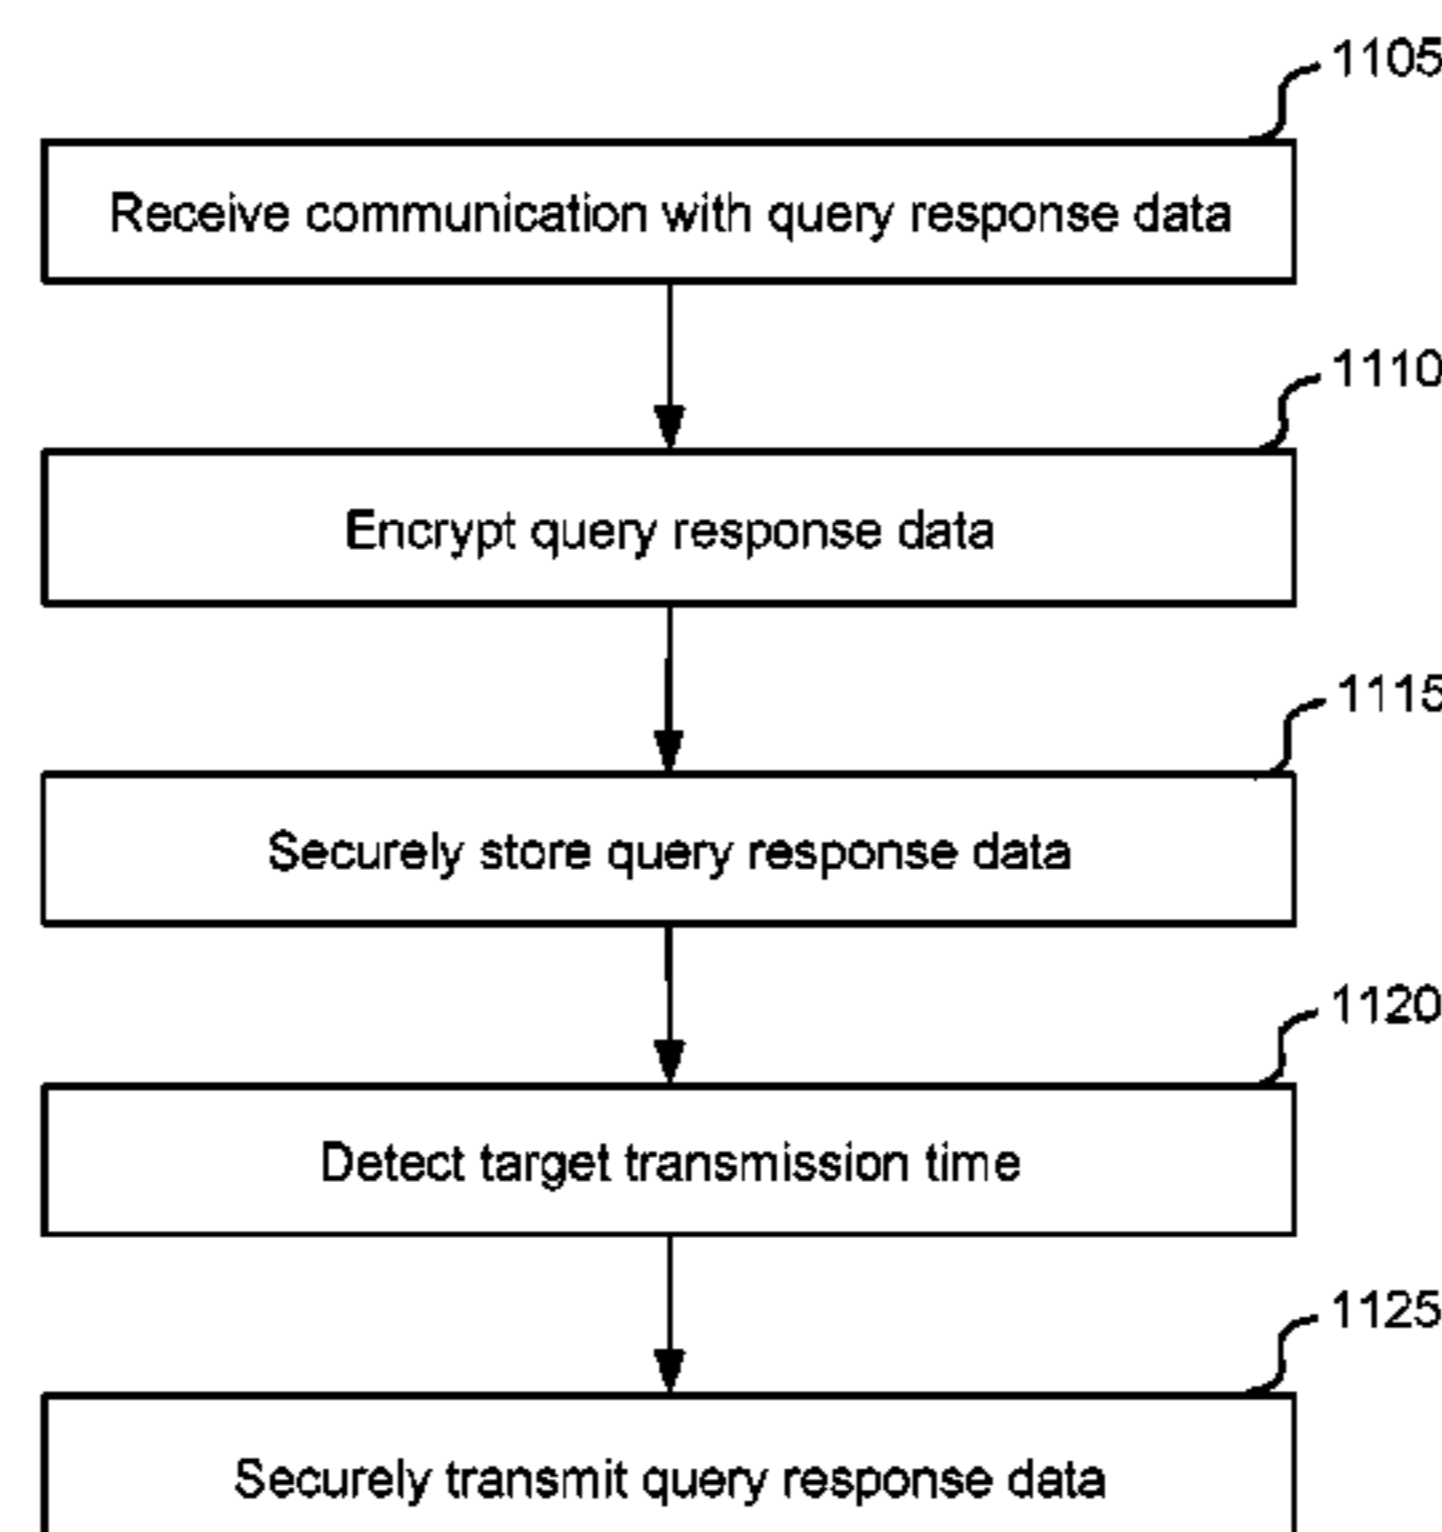 1105
Receive communication with query response data
1110
Encrypt query response data
1115
Securely store query response data
1120
Detect target transmission time
1125
Securely transmit query response data